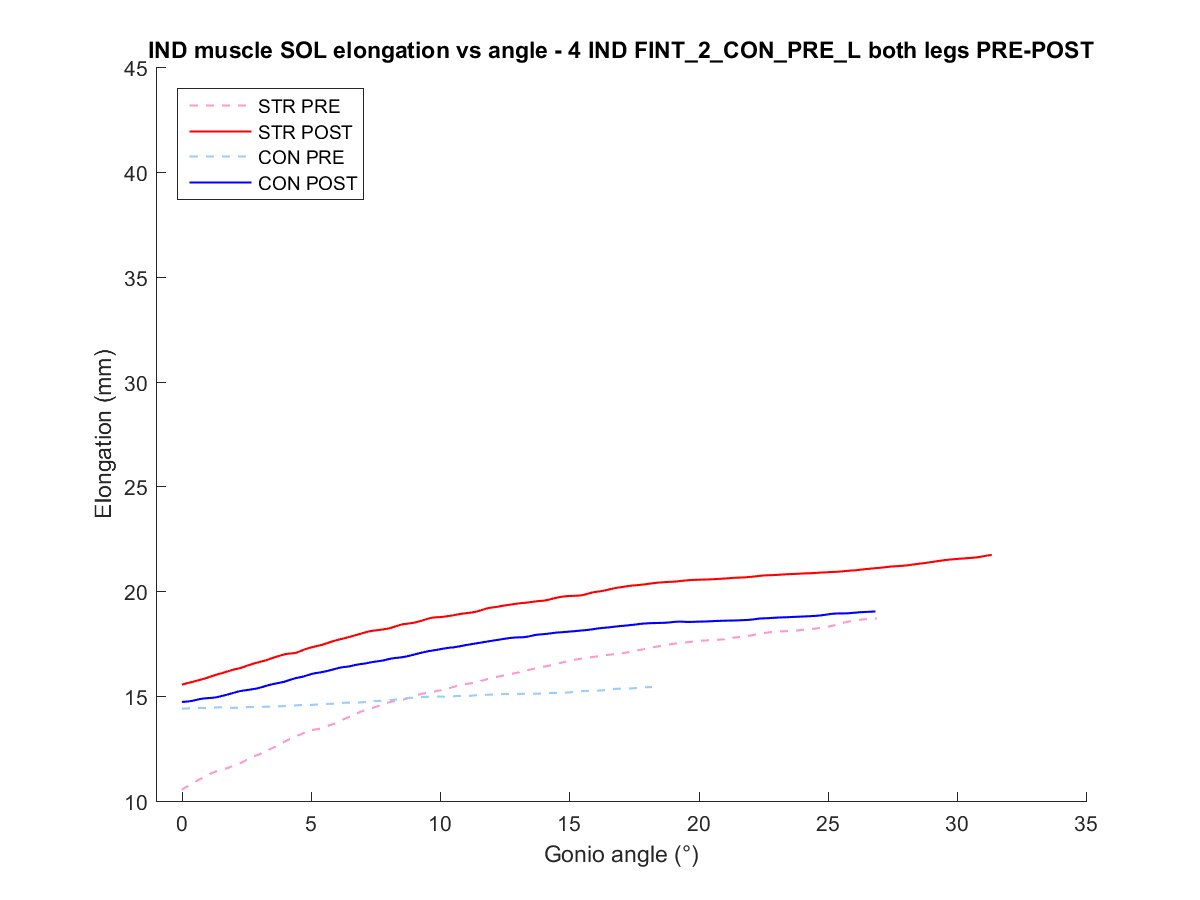 IND muscle SOL elongation vs angle - 4 IND FINT_2_CON_PRE_L both legs PRE-POST
45
40
35
30
25
20
15
10
Elongation (mm)
STR PRE
STR POST
CON PRE
CON POST
0 5 10 15 20 25 30 35
Gonio angle (°)